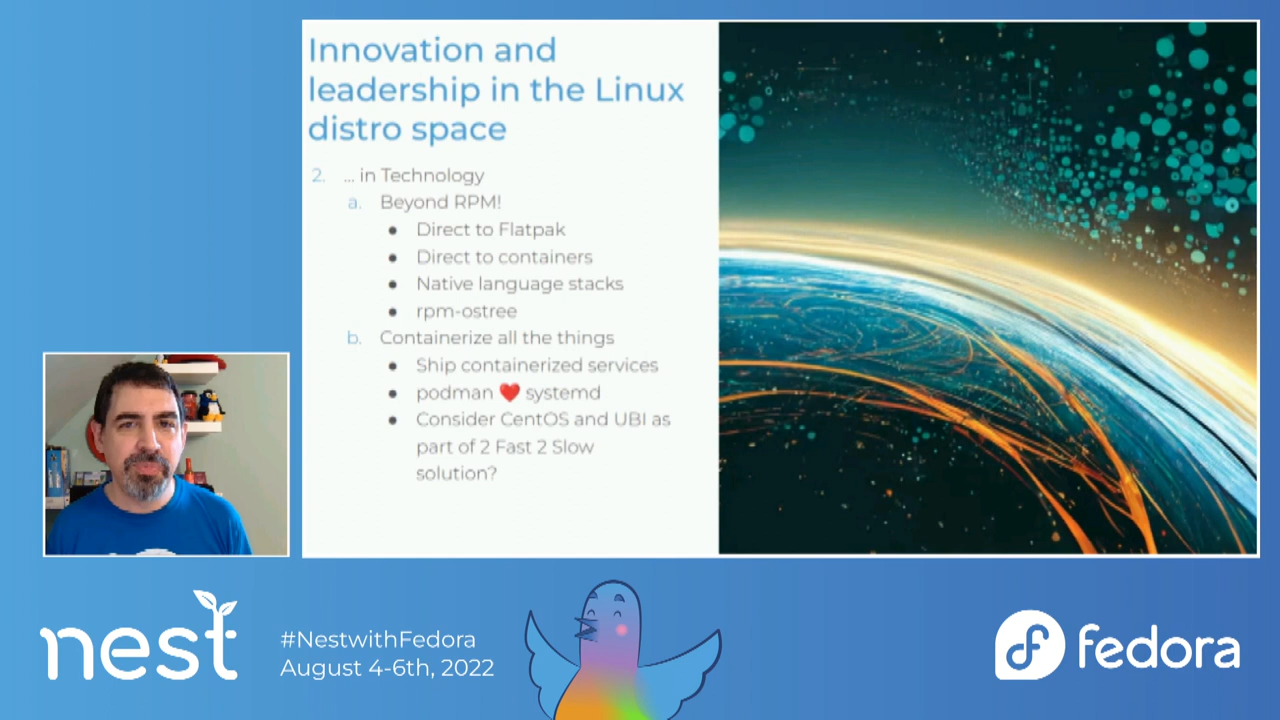 Innovation and
leadership in the Linux
distro space
2. ... in Technology
a. Beyond RPM!
● Direct to Flatpak
● Direct to containers
● Native language stacks
● rpm-ostree
b. Containerize all the things
● Ship containerized services
● podman ❤️ systemd
● Consider CentOS and UBI as
part of 2 Fast 2 Slow
solution?
nest
#NestwithFedora
August 4-6th, 2022
fedora